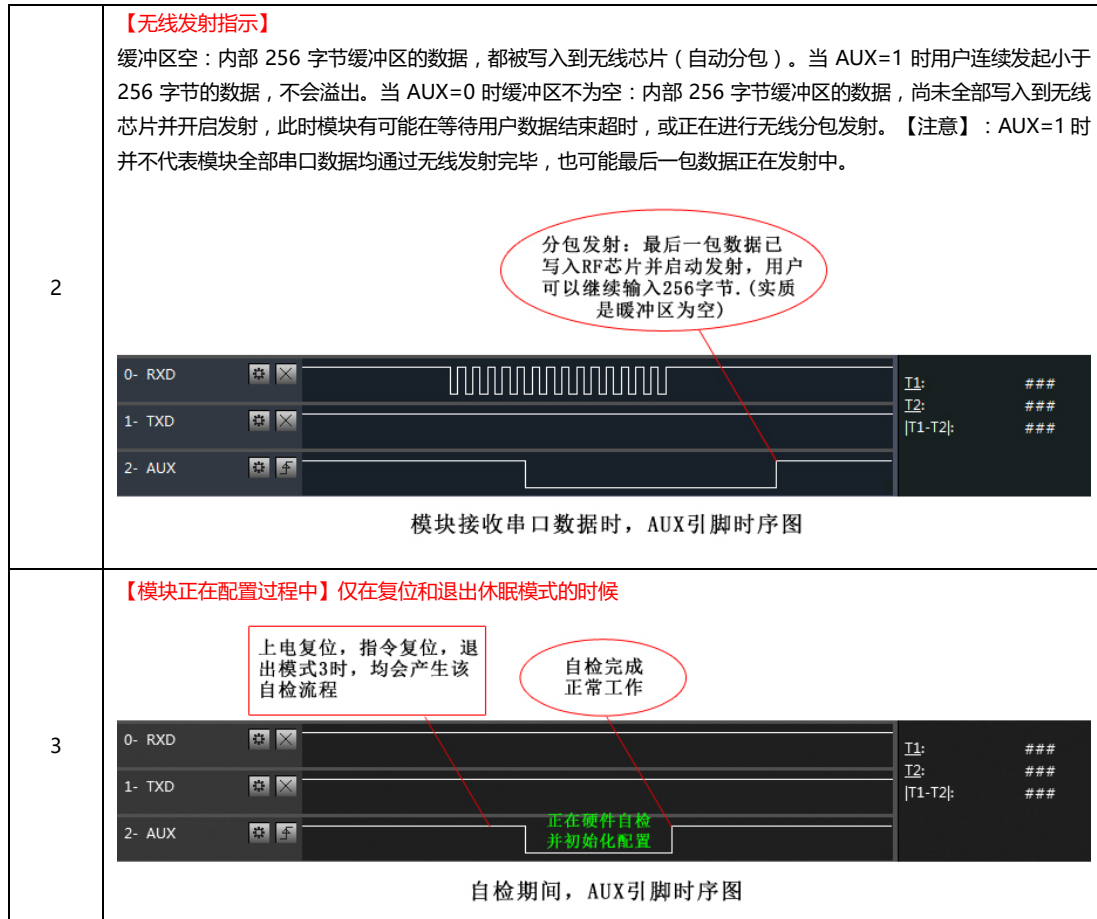 【无线发射指示】
缓冲区空：内部 256 字节缓冲区的数据，都被写入到无线芯片（自动分包）。当 AUX=1 时用户连续发起小于
256 字节的数据，不会溢出。当 AUX=0 时缓冲区不为空：内部 256 字节缓冲区的数据，尚未全部写入到无线
芯片并开启发射，此时模块有可能在等待用户数据结束超时，或正在进行无线分包发射。【注意】：AUX=1 时
并不代表模块全部串口数据均通过无线发射完毕，也可能最后一包数据正在发射中。
2
分包发射：最后一包数据已
写入RF芯片并启动发射，用户
可以继续输入256字节.(实质
是暖冲区为空)
0- RXD
1- TXD
2- AUX
T1: ###
T2: ###
|T1-T2|: ###
模块接收串口数据时，AUX引脚时序图
【模块正在配置过程中】仅在复位和退出休眠模式的时候
3
上电复位，指令复位，退
出模式3时，均会产生该
自检流程
自检完成
正常工作
0- RXD
1- TXD
2- AUX
正在硬件自检
并初始化配置
T1: ###
T2: ###
|T1-T2|: ###
自检期间，AUX引脚时序图